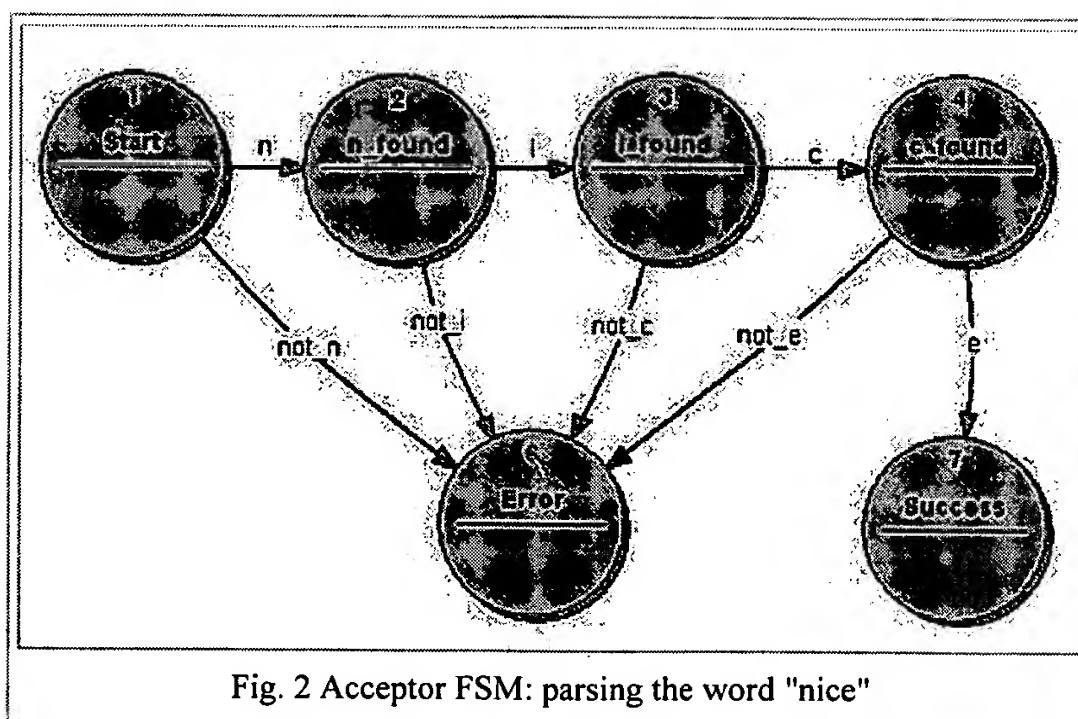 1
Start
n
2
n_found
i
3
i_found
c
4
c_found
not_n
not_i
not_c
not_e
e
Error
7
Success
Fig. 2 Acceptor FSM: parsing the word "nice"